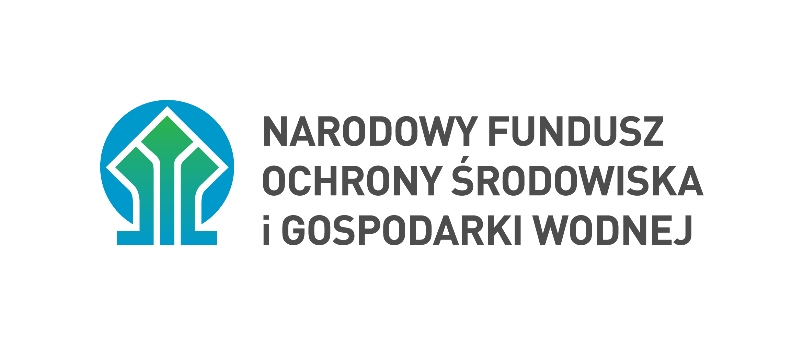 NARODOWY FUNDUSZ
OCHRONY ŚRODOWISKA
i GOSPODARKI WODNEJ